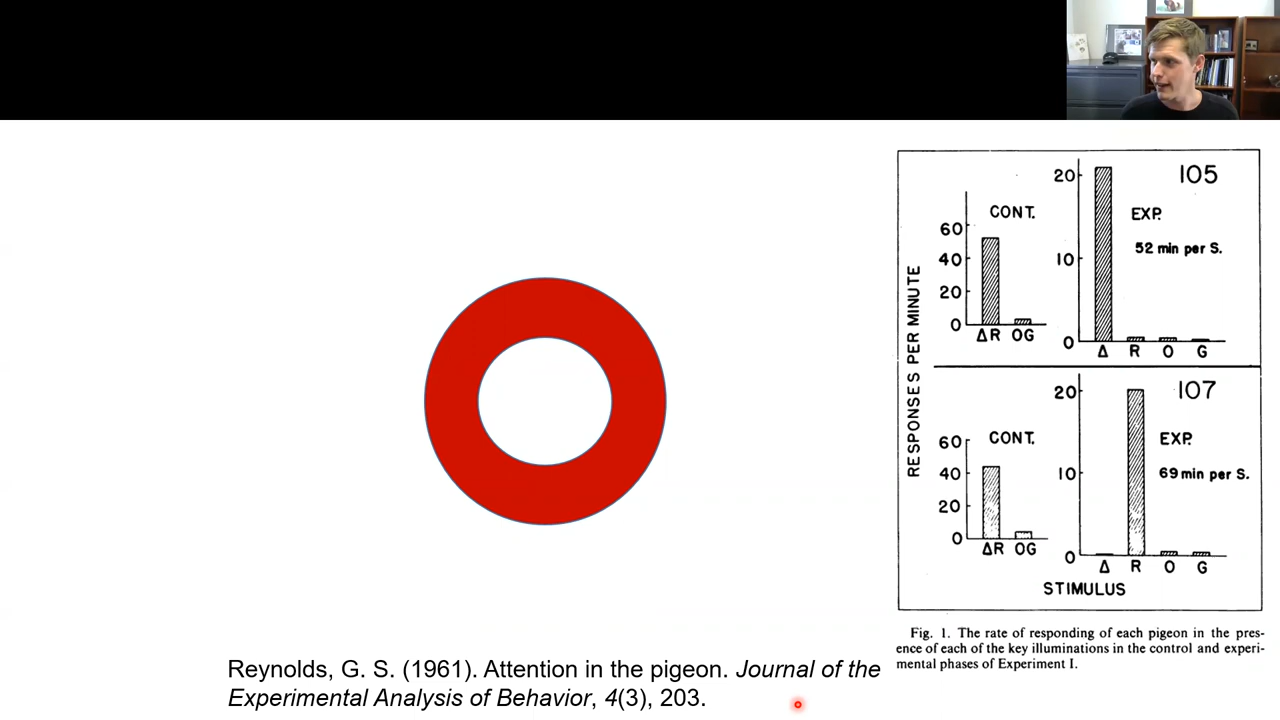 105
CONT.
EXP.
52 min per S.
60
40
20
0
ΔR OG
20
10
0
Δ R O G
RESPONSES PER MINUTE
107
CONT.
EXP.
69 min per S.
60
40
20
0
ΔR OG
20
10
0
Δ R O G
STIMULUS
Fig. 1. The rate of responding of each pigeon in the pres-
ence of each of the key illuminations in the control and experi-
mental phases of Experiment I.
Reynolds, G. S. (1961). Attention in the pigeon. Journal of the
Experimental Analysis of Behavior, 4(3), 203.